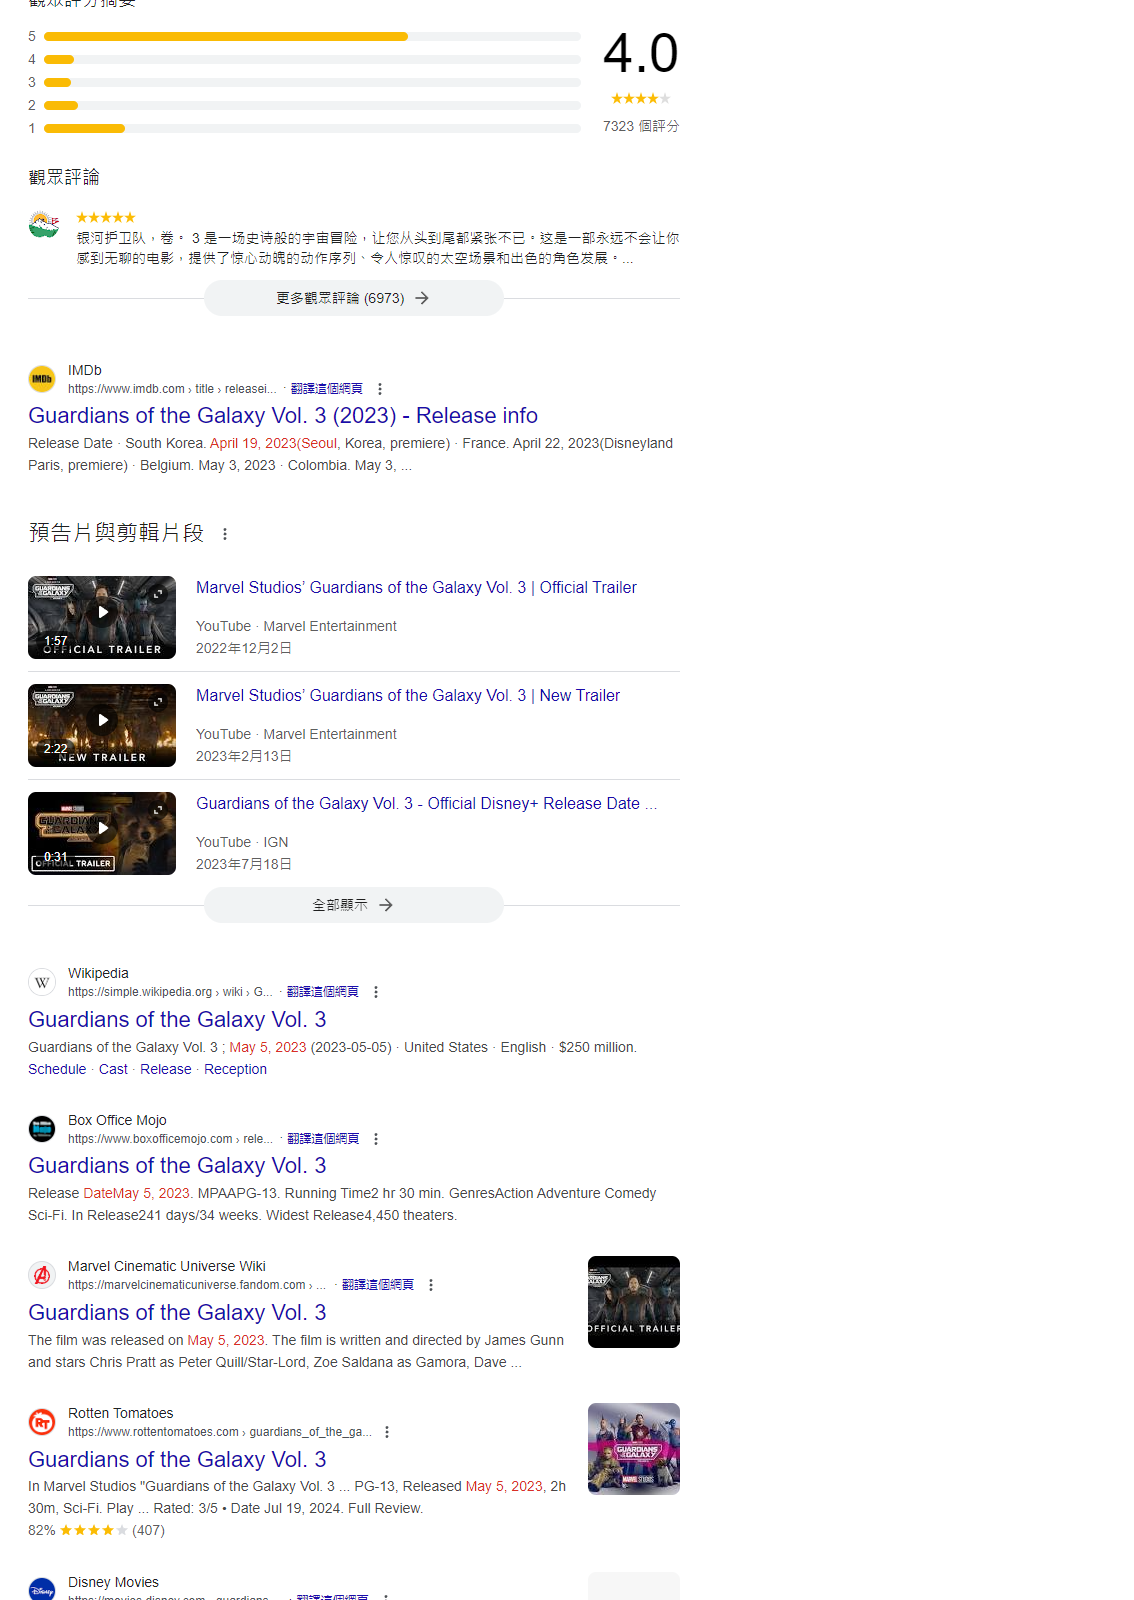 觀眾評分摘要
5
4
3
2
1
4.0
7323 個評分
觀眾評論
银河护卫队，卷。 3 是一场史诗般的宇宙冒险，让您从头到尾都紧张不已。这是一部永远不会让你
感到无聊的电影，提供了惊心动魄的动作序列、令人惊叹的太空场景和出色的角色发展。...
更多觀眾評論 (6973)
IMDb
https://www.imdb.com › title › releasei... · 翻譯這個網頁
Guardians of the Galaxy Vol. 3 (2023) - Release info
Release Date · South Korea. April 19, 2023(Seoul, Korea, premiere) · France. April 22, 2023(Disneyland
Paris, premiere) · Belgium. May 3, 2023 · Colombia. May 3, ...
預告片與剪輯片段
GUARDIANS GALAXY
1:57
OFFICIAL TRAILER
Marvel Studios’ Guardians of the Galaxy Vol. 3 | Official Trailer
YouTube · Marvel Entertainment
2022年12月2日
GUARDIANS GALAXY
2:22
NEW TRAILER
Marvel Studios’ Guardians of the Galaxy Vol. 3 | New Trailer
YouTube · Marvel Entertainment
2023年2月13日
GUARDIANS GALAXY
0:31
OFFICIAL TRAILER
Guardians of the Galaxy Vol. 3 - Official Disney+ Release Date ...
YouTube · IGN
2023年7月18日
全部顯示
W
Wikipedia
https://simple.wikipedia.org › wiki › G... · 翻譯這個網頁
Guardians of the Galaxy Vol. 3
Guardians of the Galaxy Vol. 3 ; May 5, 2023 (2023-05-05) · United States · English · $250 million.
Schedule · Cast · Release · Reception
Box Office Mojo
https://www.boxofficemojo.com › rele... · 翻譯這個網頁
Guardians of the Galaxy Vol. 3
Release DateMay 5, 2023. MPAAPG-13. Running Time2 hr 30 min. GenresAction Adventure Comedy
Sci-Fi. In Release241 days/34 weeks. Widest Release4,450 theaters.
Marvel Cinematic Universe Wiki
https://marvelcinematicuniverse.fandom.com › ... · 翻譯這個網頁
Guardians of the Galaxy Vol. 3
The film was released on May 5, 2023. The film is written and directed by James Gunn
and stars Chris Pratt as Peter Quill/Star-Lord, Zoe Saldana as Gamora, Dave ...
OFFICIAL TRAILER
RT
Rotten Tomatoes
https://www.rottentomatoes.com › guardians_of_the_ga...
Guardians of the Galaxy Vol. 3
In Marvel Studios "Guardians of the Galaxy Vol. 3 ... PG-13, Released May 5, 2023, 2h
30m, Sci-Fi. Play ... Rated: 3/5 • Date Jul 19, 2024. Full Review.
82% (407)
GUARDIANS GALAXY
MARVEL STUDIOS
Disney
Disney Movies
https://movies.disney.com › guardians-... · 翻譯這個網頁